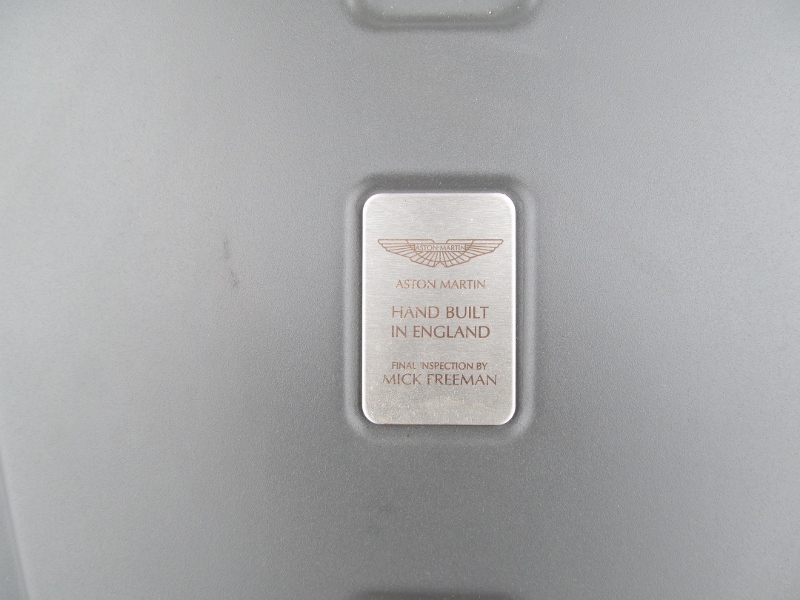 ASTON MARTIN
ASTON MARTIN
HAND BUILT
IN ENGLAND
FINAL INSPECTION BY
MICK FREEMAN